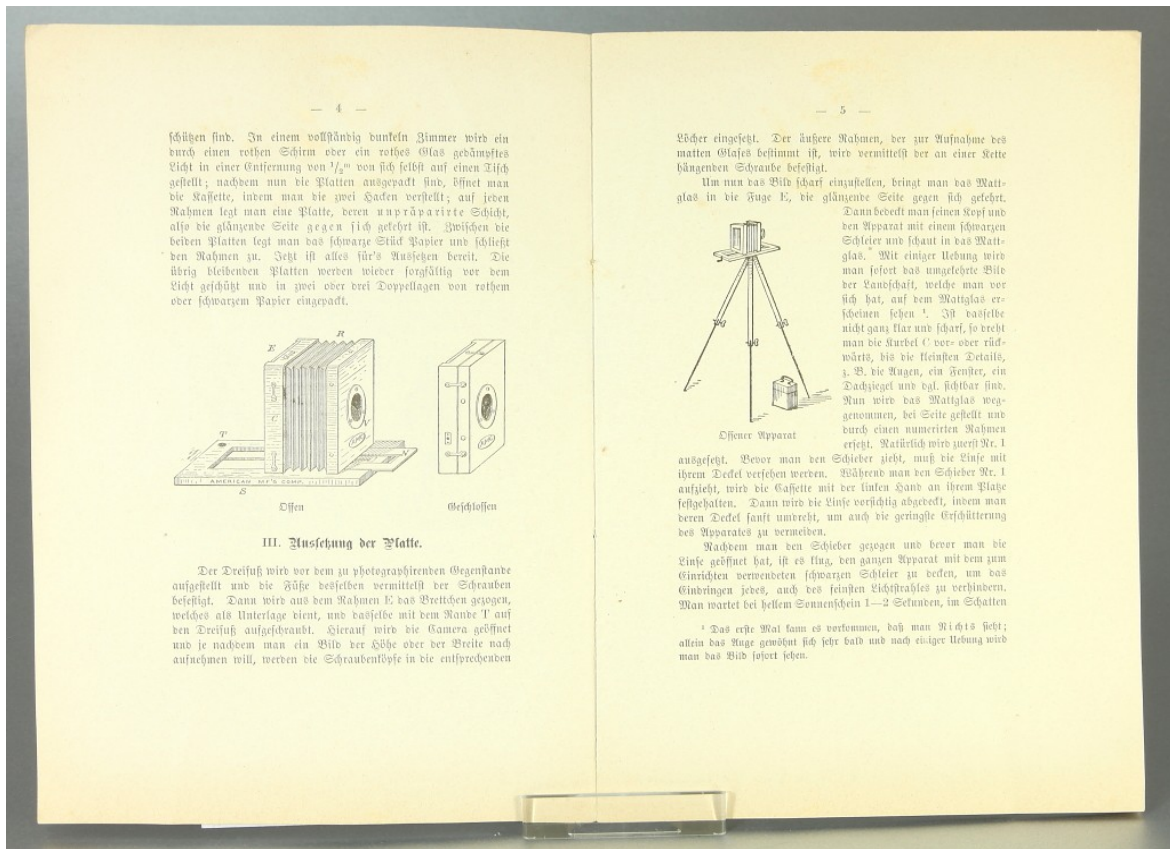 — 4 —
schützen sind. In einem vollständig dunkeln Zimmer wird ein
durch einen rothen Schirm oder ein rothes Glas gedämpftes
Licht in einer Entfernung von 1/2 m von sich selbst auf einen Tisch
gestellt; nachdem nun die Platten ausgepackt sind, öffnet man
die Kassette, indem man die zwei Hacken verstellt; auf jeden
Rahmen legt man eine Platte, deren unpräparirte Schicht,
also die glänzende Seite gegen sich gekehrt ist. Zwischen die
beiden Platten legt man das schwarze Stück Papier und schließt
den Rahmen zu. Jetzt ist alles für's Aussetzen bereit. Die
übrig bleibenden Platten werden wieder sorgfältig vor dem
Licht geschützt und in zwei oder drei Doppellagen von rothem
oder schwarzem Papier eingepackt.
R
E
C
V
T
N
AMERICAN MF'G COMP.
S
Offen
Geschlossen
III. Aussetzung der Platte.
Der Dreifuß wird vor dem zu photographirenden Gegenstande
aufgestellt und die Füße desselben vermittelst der Schrauben
befestigt. Dann wird aus dem Rahmen E das Brettchen gezogen,
welches als Unterlage dient, und dasselbe mit dem Rande T auf
den Dreifuß aufgeschraubt. Hierauf wird die Camera geöffnet
und je nachdem man ein Bild der Höhe oder der Breite nach
aufnehmen will, werden die Schraubenköpfe in die entsprechenden
— 5 —
Löcher eingesetzt. Der äußere Rahmen, der zur Aufnahme des
matten Glases bestimmt ist, wird vermittelst der an einer Kette
hängenden Schraube befestigt.
Um nun das Bild scharf einzustellen, bringt man das Matt-
glas in die Fuge E, die glänzende Seite gegen sich gekehrt.
Dann bedeckt man seinen Kopf und
den Apparat mit einem schwarzen
Schleier und schaut in das Matt-
glas. Mit einiger Uebung wird
man sofort das umgekehrte Bild
der Landschaft, welche man vor
sich hat, auf dem Mattglas er-
scheinen sehen ¹. Ist dasselbe
nicht ganz klar und scharf, so dreht
man die Kurbel C vor- oder rück-
wärts, bis die kleinsten Details,
z. B. die Augen, ein Fenster, ein
Dachziegel und dgl. sichtbar sind.
Nun wird das Mattglas weg-
genommen, bei Seite gestellt und
durch einen numerirten Rahmen
ersetzt. Natürlich wird zuerst Nr. 1
Offener Apparat
ausgesetzt. Bevor man den Schieber zieht, muß die Linse mit
ihrem Deckel versehen werden. Während man den Schieber Nr. 1
aufzieht, wird die Cassette mit der linken Hand an ihrem Platze
festgehalten. Dann wird die Linse vorsichtig abgedeckt, indem man
deren Deckel sanft umdreht, um auch die geringste Erschütterung
des Apparates zu vermeiden.
Nachdem man den Schieber gezogen und bevor man die
Linse geöffnet hat, ist es klug, den ganzen Apparat mit dem zum
Einrichten verwendeten schwarzen Schleier zu decken, um das
Eindringen jedes, auch des feinsten Lichtstrahles zu verhindern.
Man wartet bei hellem Sonnenschein 1—2 Sekunden, im Schatten
¹ Das erste Mal kann es vorkommen, daß man Nichts sieht;
allein das Auge gewöhnt sich sehr bald und nach einiger Uebung wird
man das Bild sofort sehen.